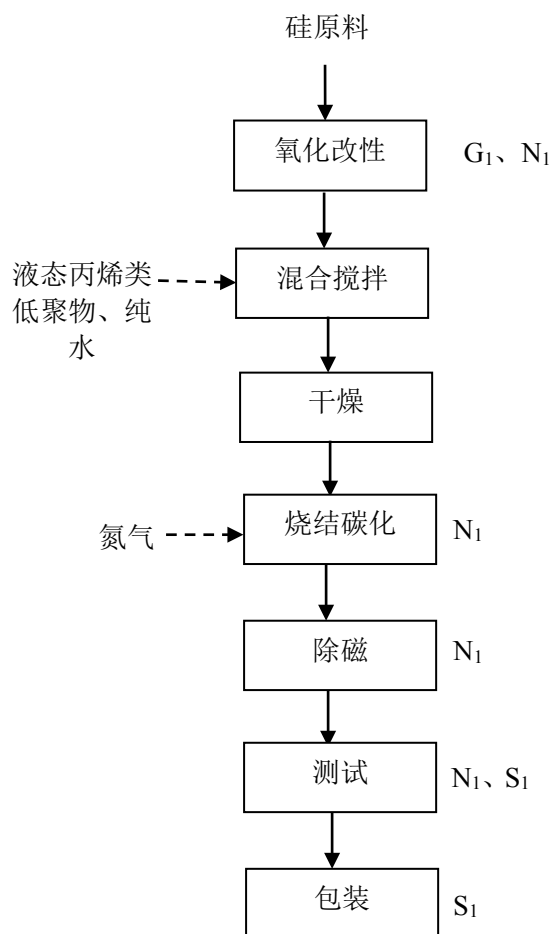 硅原料
氧化改性
G₁、N₁
液态丙烯类
低聚物、纯
水
混合搅拌
干燥
氮气
烧结碳化
N₁
除磁
N₁
测试
N₁、S₁
包装
S₁